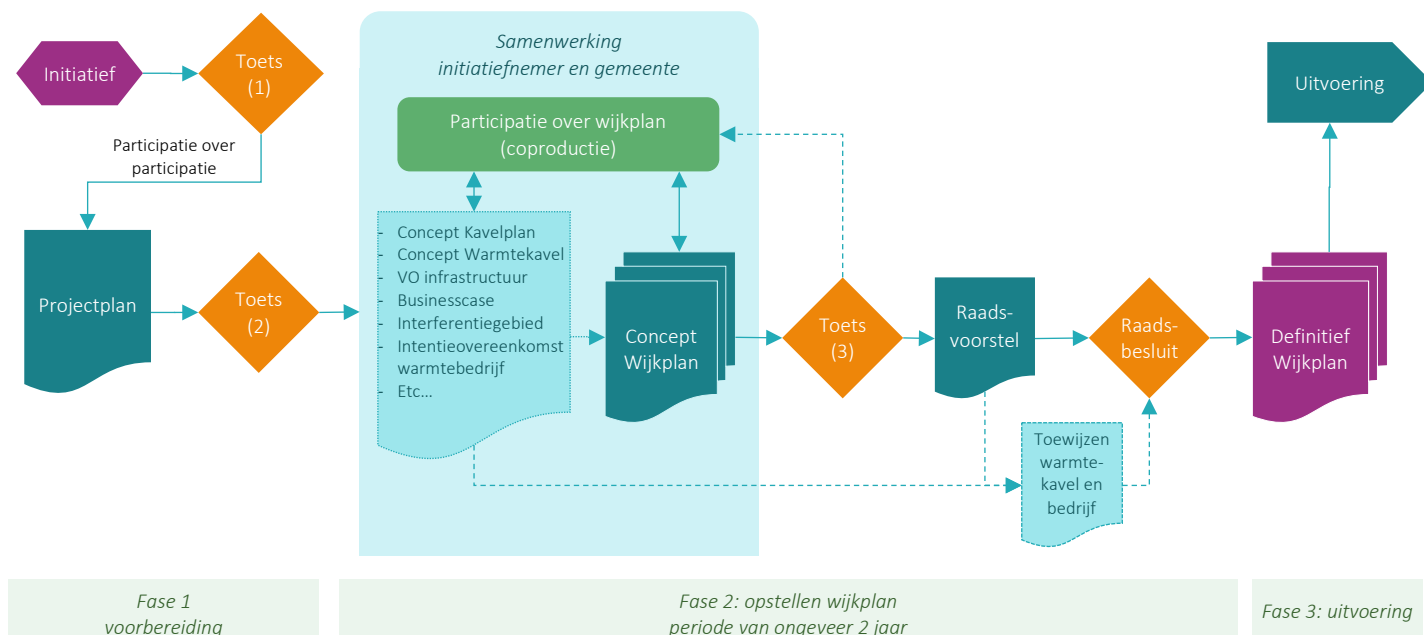 Initiatief
Toets
(1)
Participatie over
participatie
Projectplan
Toets
(2)
Samenwerking
initiatiefnemer en gemeente
Participatie over wijkplan
(coproductie)
- Concept Kavelplan
- Concept Warmtekavel
- VO infrastructuur
- Businesscase
- Interferentiegebied
- Intentieovereenkomst
warmtebedrijf
- Etc...
Concept
Wijkplan
Toets
(3)
Raads-
voorstel
Raads-
besluit
Toewijzen
warmte-
kavel en
bedrijf
Definitief
Wijkplan
Uitvoering
Fase 1
voorbereiding
Fase 2: opstellen wijkplan
periode van ongeveer 2 jaar
Fase 3: uitvoering